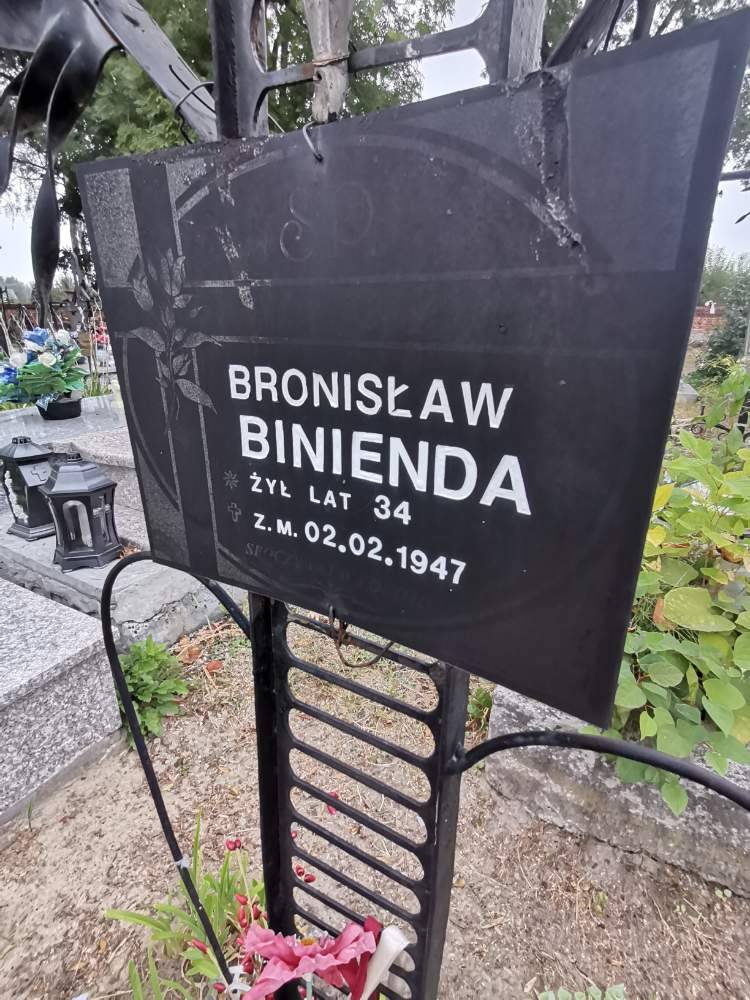 Ś P
BRONISŁAW
BINIENDA
ŻYŁ LAT 34
Z.M. 02.02.1947